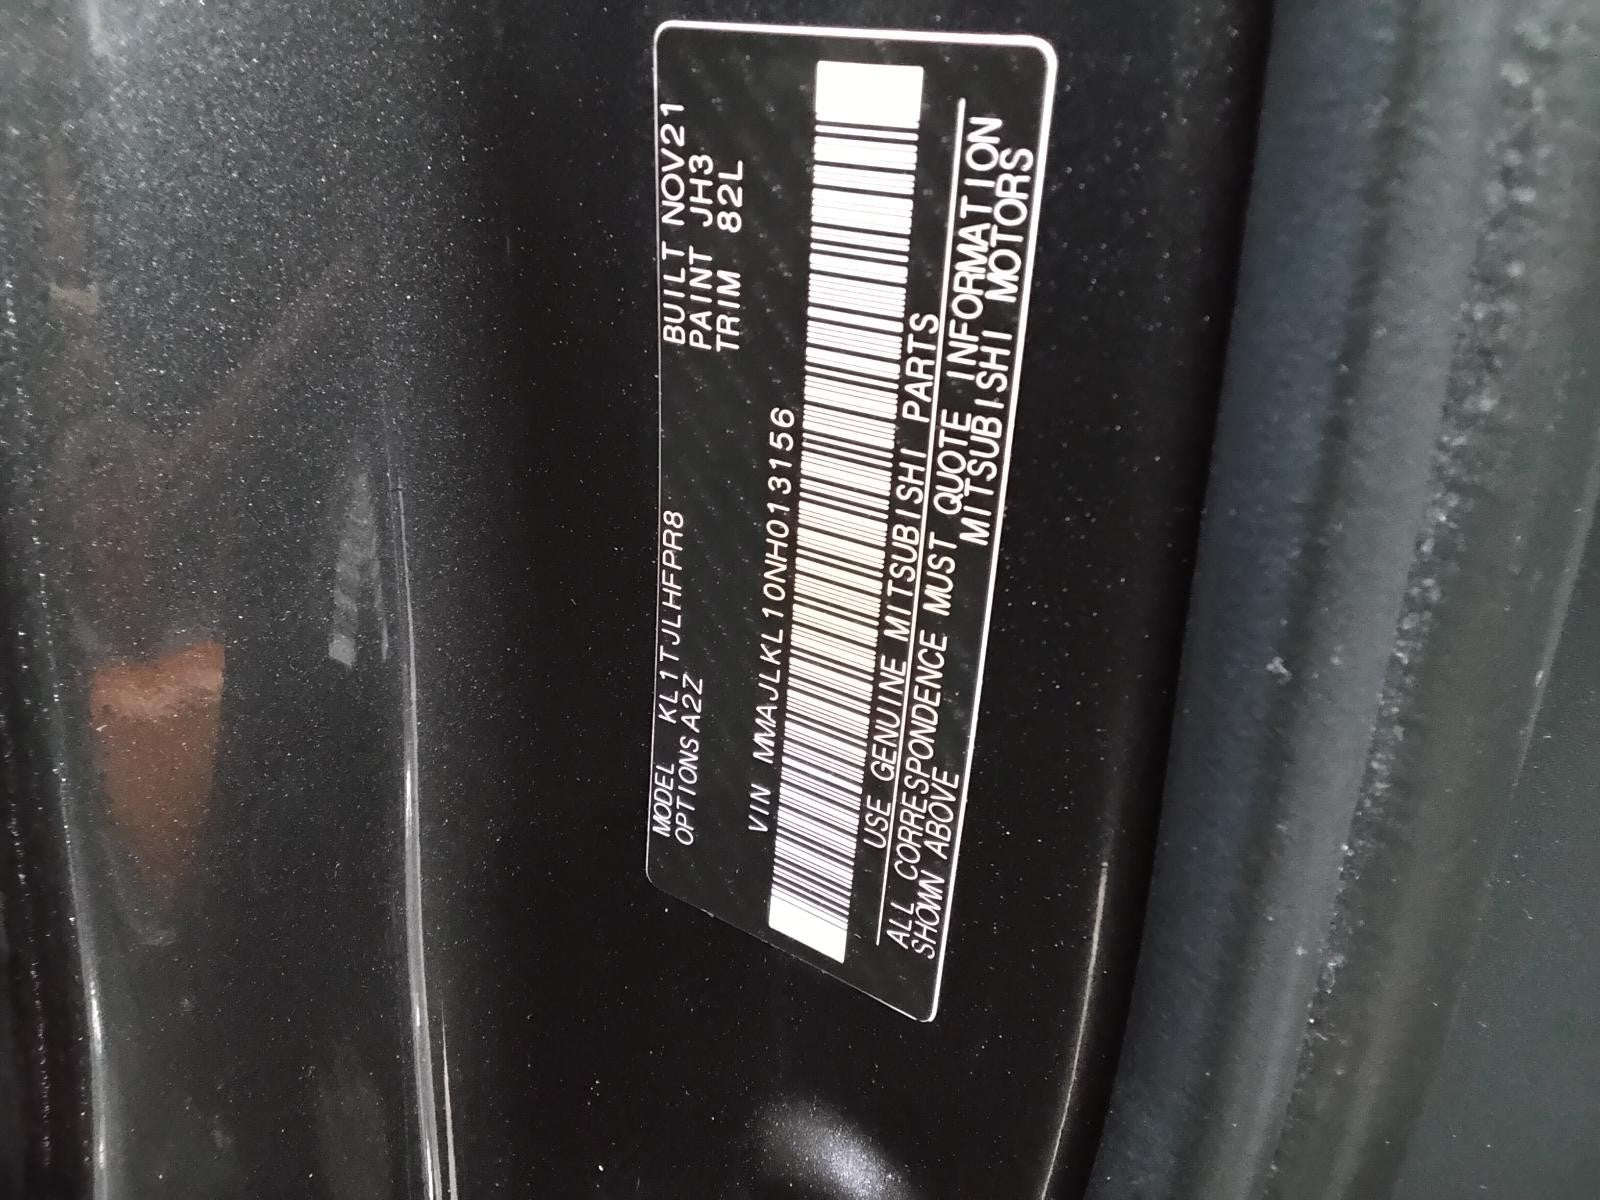 MODEL KL1TJLHFPR8
OPTIONS A2Z
BUILT NOV21
PAINT JH3
TRIM 82L
VIN MMAJLKL10NH013156
USE GENUINE MITSUBISHI PARTS
ALL CORRESPONDENCE MUST QUOTE INFORMATION
SHOWN ABOVE
MITSUBISHI MOTORS